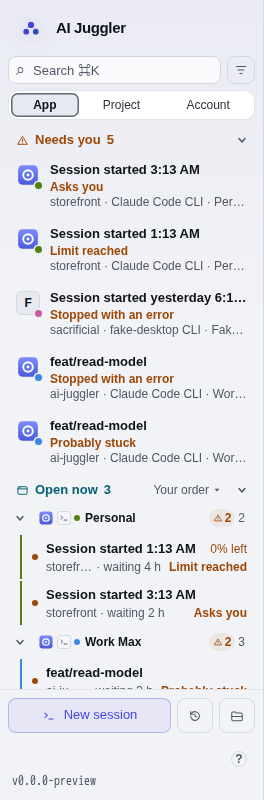 AI Juggler
Search ⌘K
App Project Account
Needs you 5
Session started 3:13 AM
Asks you
storefront · Claude Code CLI · Per…
Session started 1:13 AM
Limit reached
storefront · Claude Code CLI · Per…
F
Session started yesterday 6:1…
Stopped with an error
sacrificial · fake-desktop CLI · Fak…
feat/read-model
Stopped with an error
ai-juggler · Claude Code CLI · Wor…
feat/read-model
Probably stuck
ai-juggler · Claude Code CLI · Wor…
Open now 3 Your order
Personal 2 2
Session started 1:13 AM 0% left
storefr… · waiting 4 h Limit reached
Session started 3:13 AM
storefront · waiting 2 h Asks you
Work Max 2 3
feat/read-model
New session
?
v0.0.0-preview